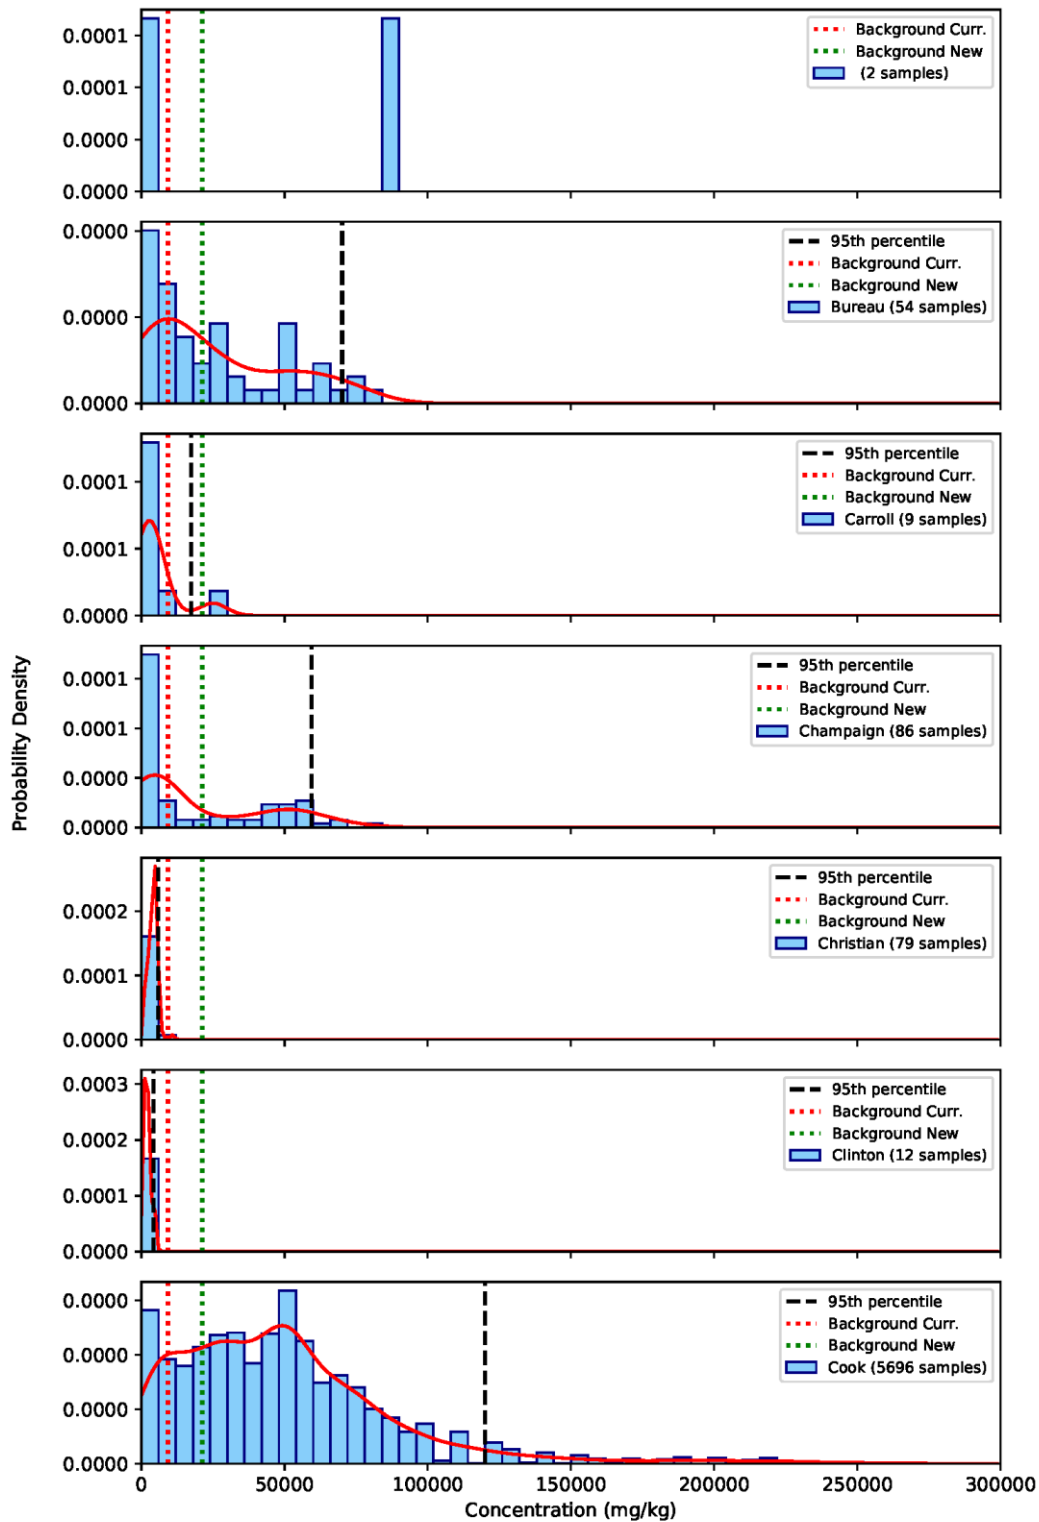 0.0001
0.0001
0.0000
0.0000
Background Curr.
Background New
(2 samples)
0.0000
0.0000
0.0000
95th percentile
Background Curr.
Background New
Bureau (54 samples)
0.0001
0.0001
0.0000
95th percentile
Background Curr.
Background New
Carroll (9 samples)
Probability Density
0.0001
0.0001
0.0000
0.0000
95th percentile
Background Curr.
Background New
Champaign (86 samples)
0.0002
0.0001
0.0000
95th percentile
Background Curr.
Background New
Christian (79 samples)
0.0003
0.0002
0.0001
0.0000
95th percentile
Background Curr.
Background New
Clinton (12 samples)
0.0000
0.0000
0.0000
0.0000
95th percentile
Background Curr.
Background New
Cook (5696 samples)
0 50000 100000 150000 200000 250000 300000
Concentration (mg/kg)